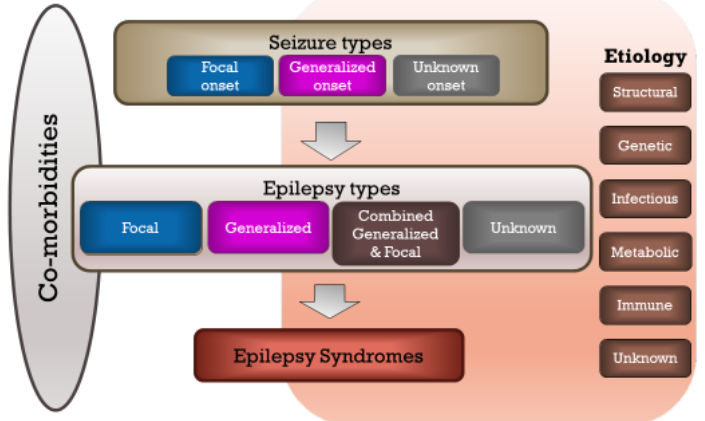 Co-morbidities
Seizure types
Focal
onset
Generalized
onset
Unknown
onset
Epilepsy types
Focal
Generalized
Combined
Generalized
& Focal
Unknown
Epilepsy Syndromes
Etiology
Structural
Genetic
Infectious
Metabolic
Immune
Unknown